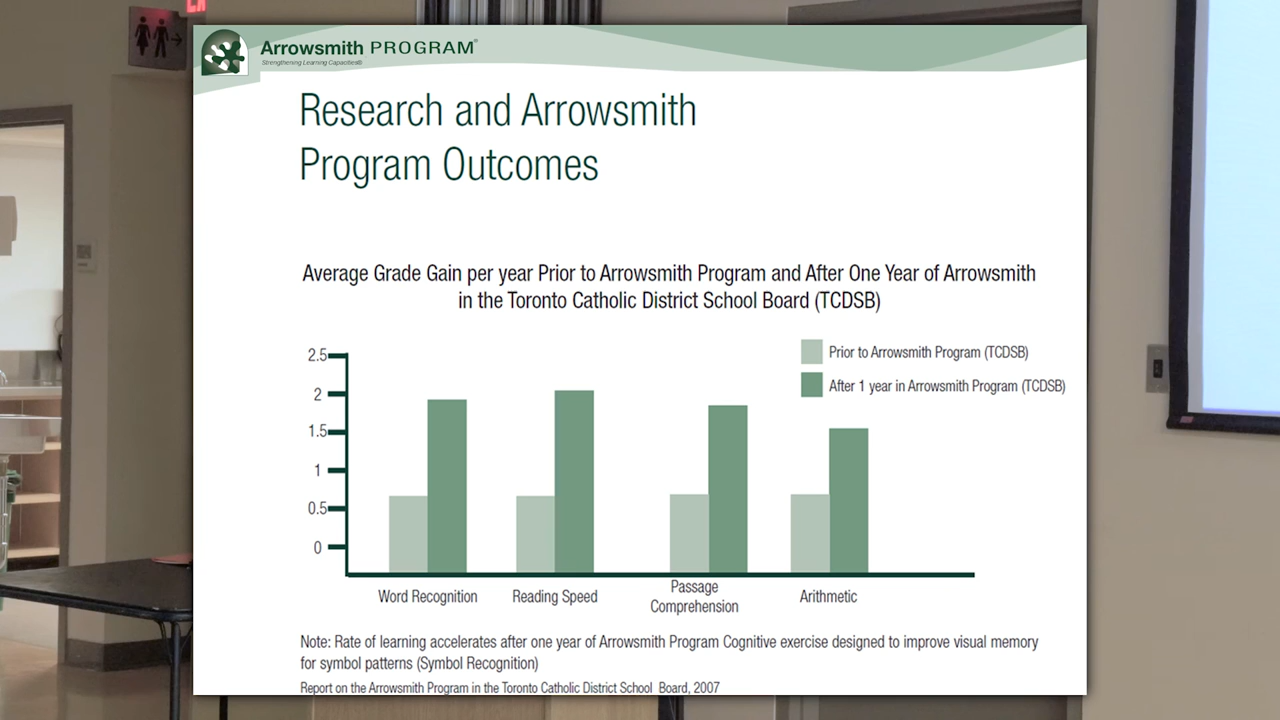 Arrowsmith PROGRAM®
Strengthening Learning Capacities®
Research and Arrowsmith
Program Outcomes
Average Grade Gain per year Prior to Arrowsmith Program and After One Year of Arrowsmith
in the Toronto Catholic District School Board (TCDSB)
Prior to Arrowsmith Program (TCDSB)
After 1 year in Arrowsmith Program (TCDSB)
2.5
2
1.5
1
0.5
0
Word Recognition
Reading Speed
Passage
Comprehension
Arithmetic
Note: Rate of learning accelerates after one year of Arrowsmith Program Cognitive exercise designed to improve visual memory
for symbol patterns (Symbol Recognition)
Report on the Arrowsmith Program in the Toronto Catholic District School Board, 2007